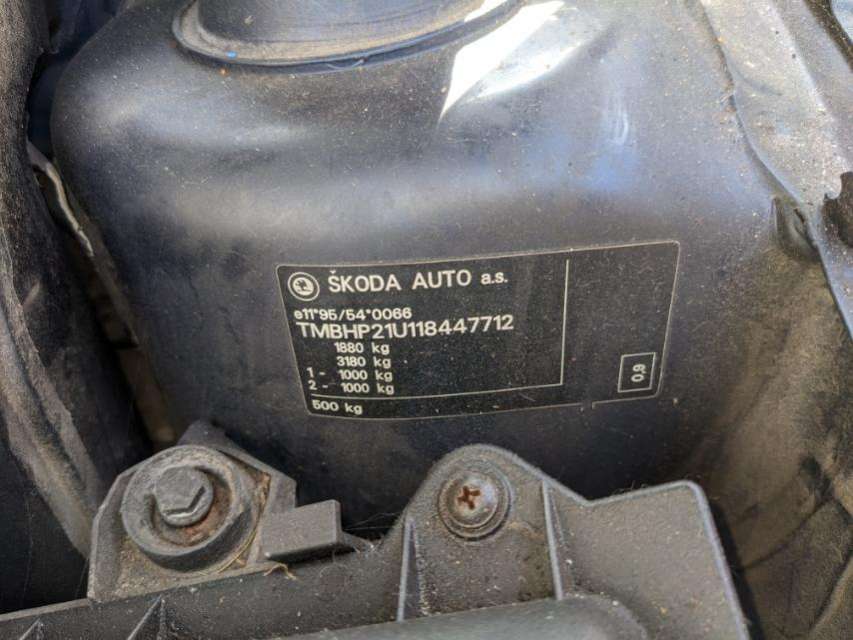 ŠKODA AUTO a.s.
e11*95/54*0066
TMBHP21U118447712
1880 kg
3180 kg
1 - 1000 kg
2 - 1000 kg
500 kg
0.9